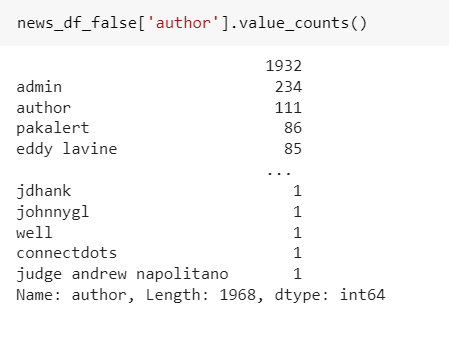 news_df_false['author'].value_counts()
1932
admin 234
author 111
pakalert 86
eddy lavine 85
...
jdhank 1
johnnygl 1
well 1
connectdots 1
judge andrew napolitano 1
Name: author, Length: 1968, dtype: int64